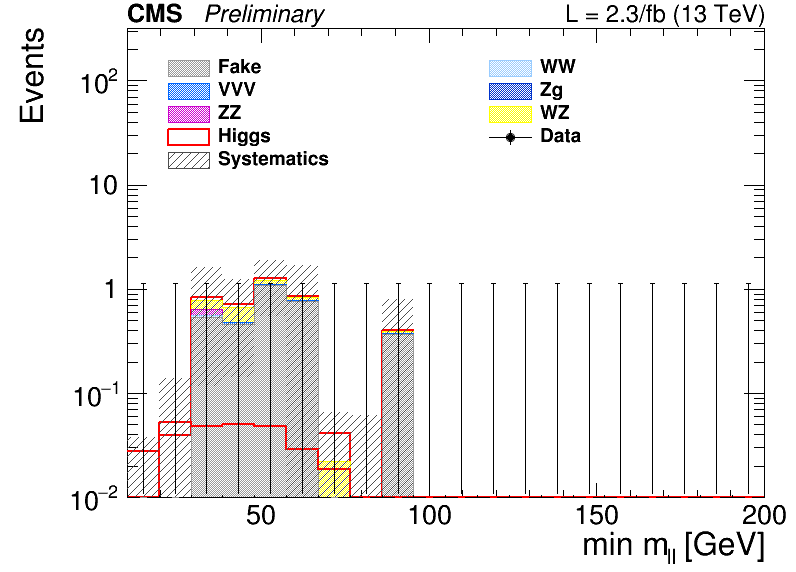 CMS Preliminary L = 2.3/fb (13 TeV)
Events
Fake
VVV
ZZ
Higgs
Systematics
WW
Zg
WZ
Data
10²
10
1
10⁻¹
10⁻²
50 100 150 200
min m_ll [GeV]